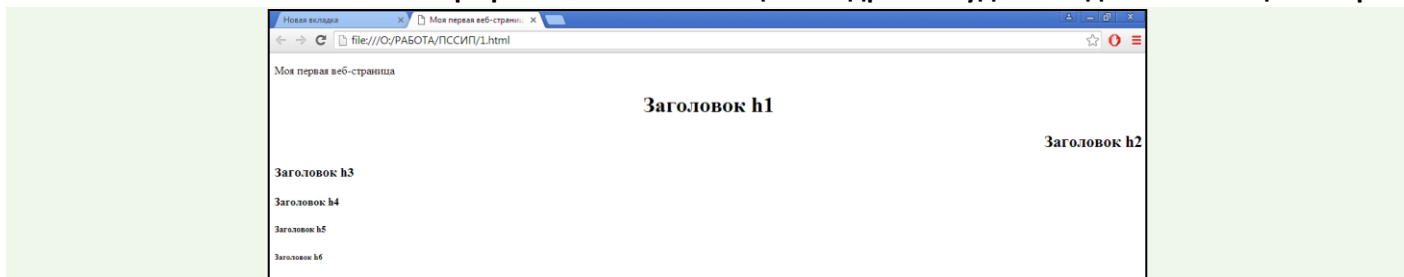 Новая вкладка
Моя первая веб-страниц
file:///O:/РАБОТА/ПССИП/1.html
Моя первая веб-страница
Заголовок h1
Заголовок h2
Заголовок h3
Заголовок h4
Заголовок h5
Заголовок h6